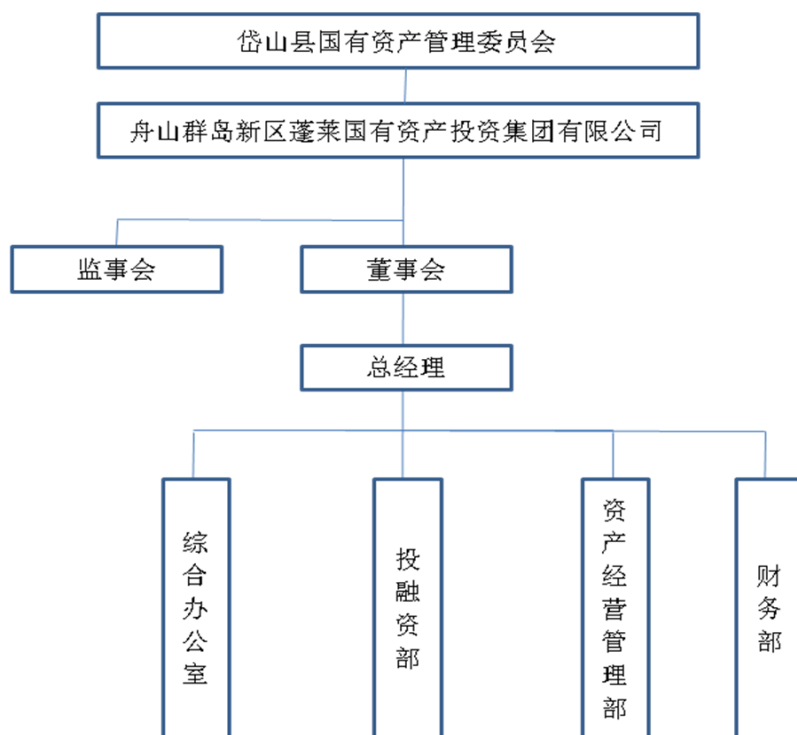 岱山县国有资产管理委员会
舟山群岛新区蓬莱国有资产投资集团有限公司
监事会
董事会
总经理
综合办公室
投融资部
资产经营管理部
财务部